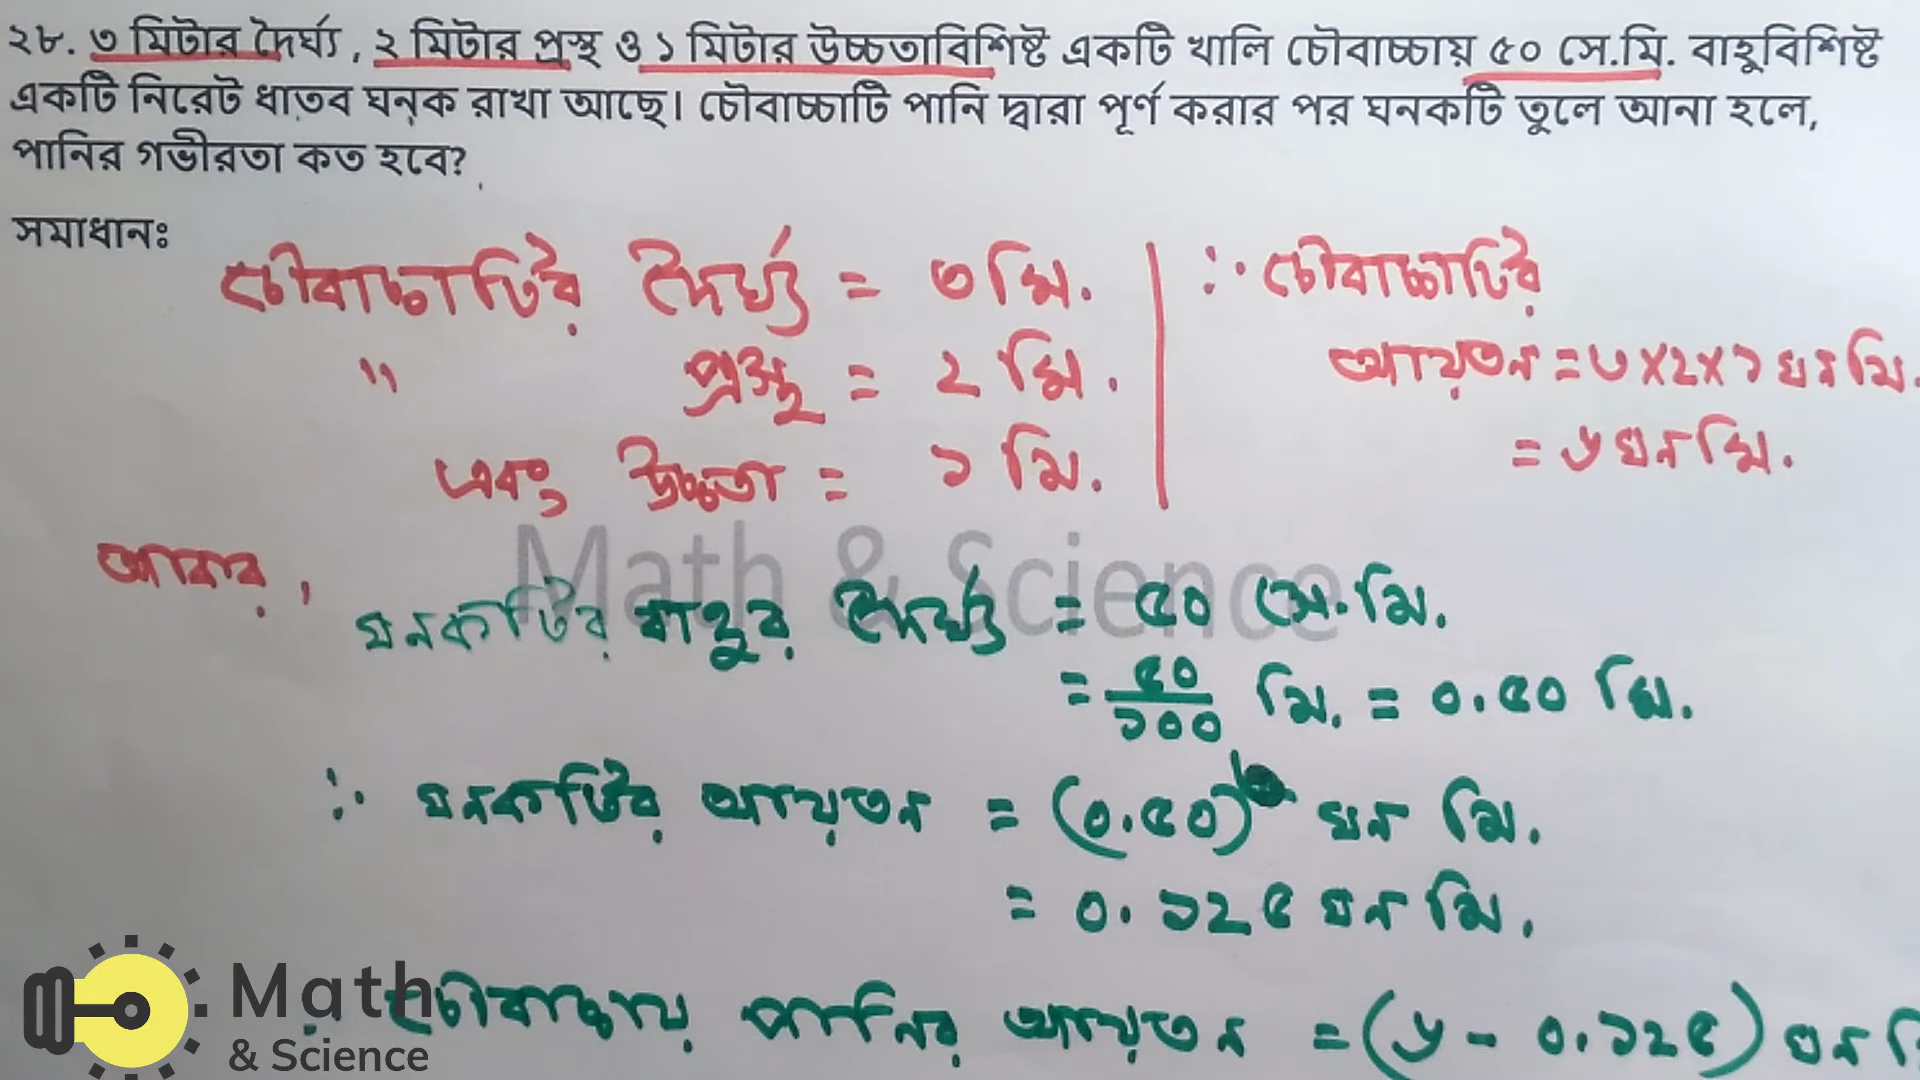 ২৮. ৩ মিটার দৈর্ঘ্য, ২ মিটার প্রস্থ ও ১ মিটার উচ্চতাবিশিষ্ট একটি খালি চৌবাচ্চায় ৫০ সে.মি. বাহুবিশিষ্ট
একটি নিরেট ধাতব ঘনক রাখা আছে। চৌবাচ্চাটি পানি দ্বারা পূর্ণ করার পর ঘনকটি তুলে আনা হলে,
পানির গভীরতা কত হবে?
সমাধানঃ
চৌবাচ্চাটির দৈর্ঘ্য = ৩ মি.
" প্রস্থ = ২ মি.
এবং উচ্চতা = ১ মি.
∴ চৌবাচ্চাটির
আয়তন = ৩×২×১ ঘন মি.
= ৬ ঘন মি.
Math & Science
আবার,
ঘনকটির বাহুর দৈর্ঘ্য = ৫০ সে.মি.
= ৫০/১০০ মি. = ০.৫০ মি.
∴ ঘনকটির আয়তন = (০.৫০)³ ঘন মি.
= ০.১২৫ ঘন মি.
∴ চৌবাচ্চায় পানির আয়তন = (৬ - ০.১২৫) ঘন মি
Math
& Science